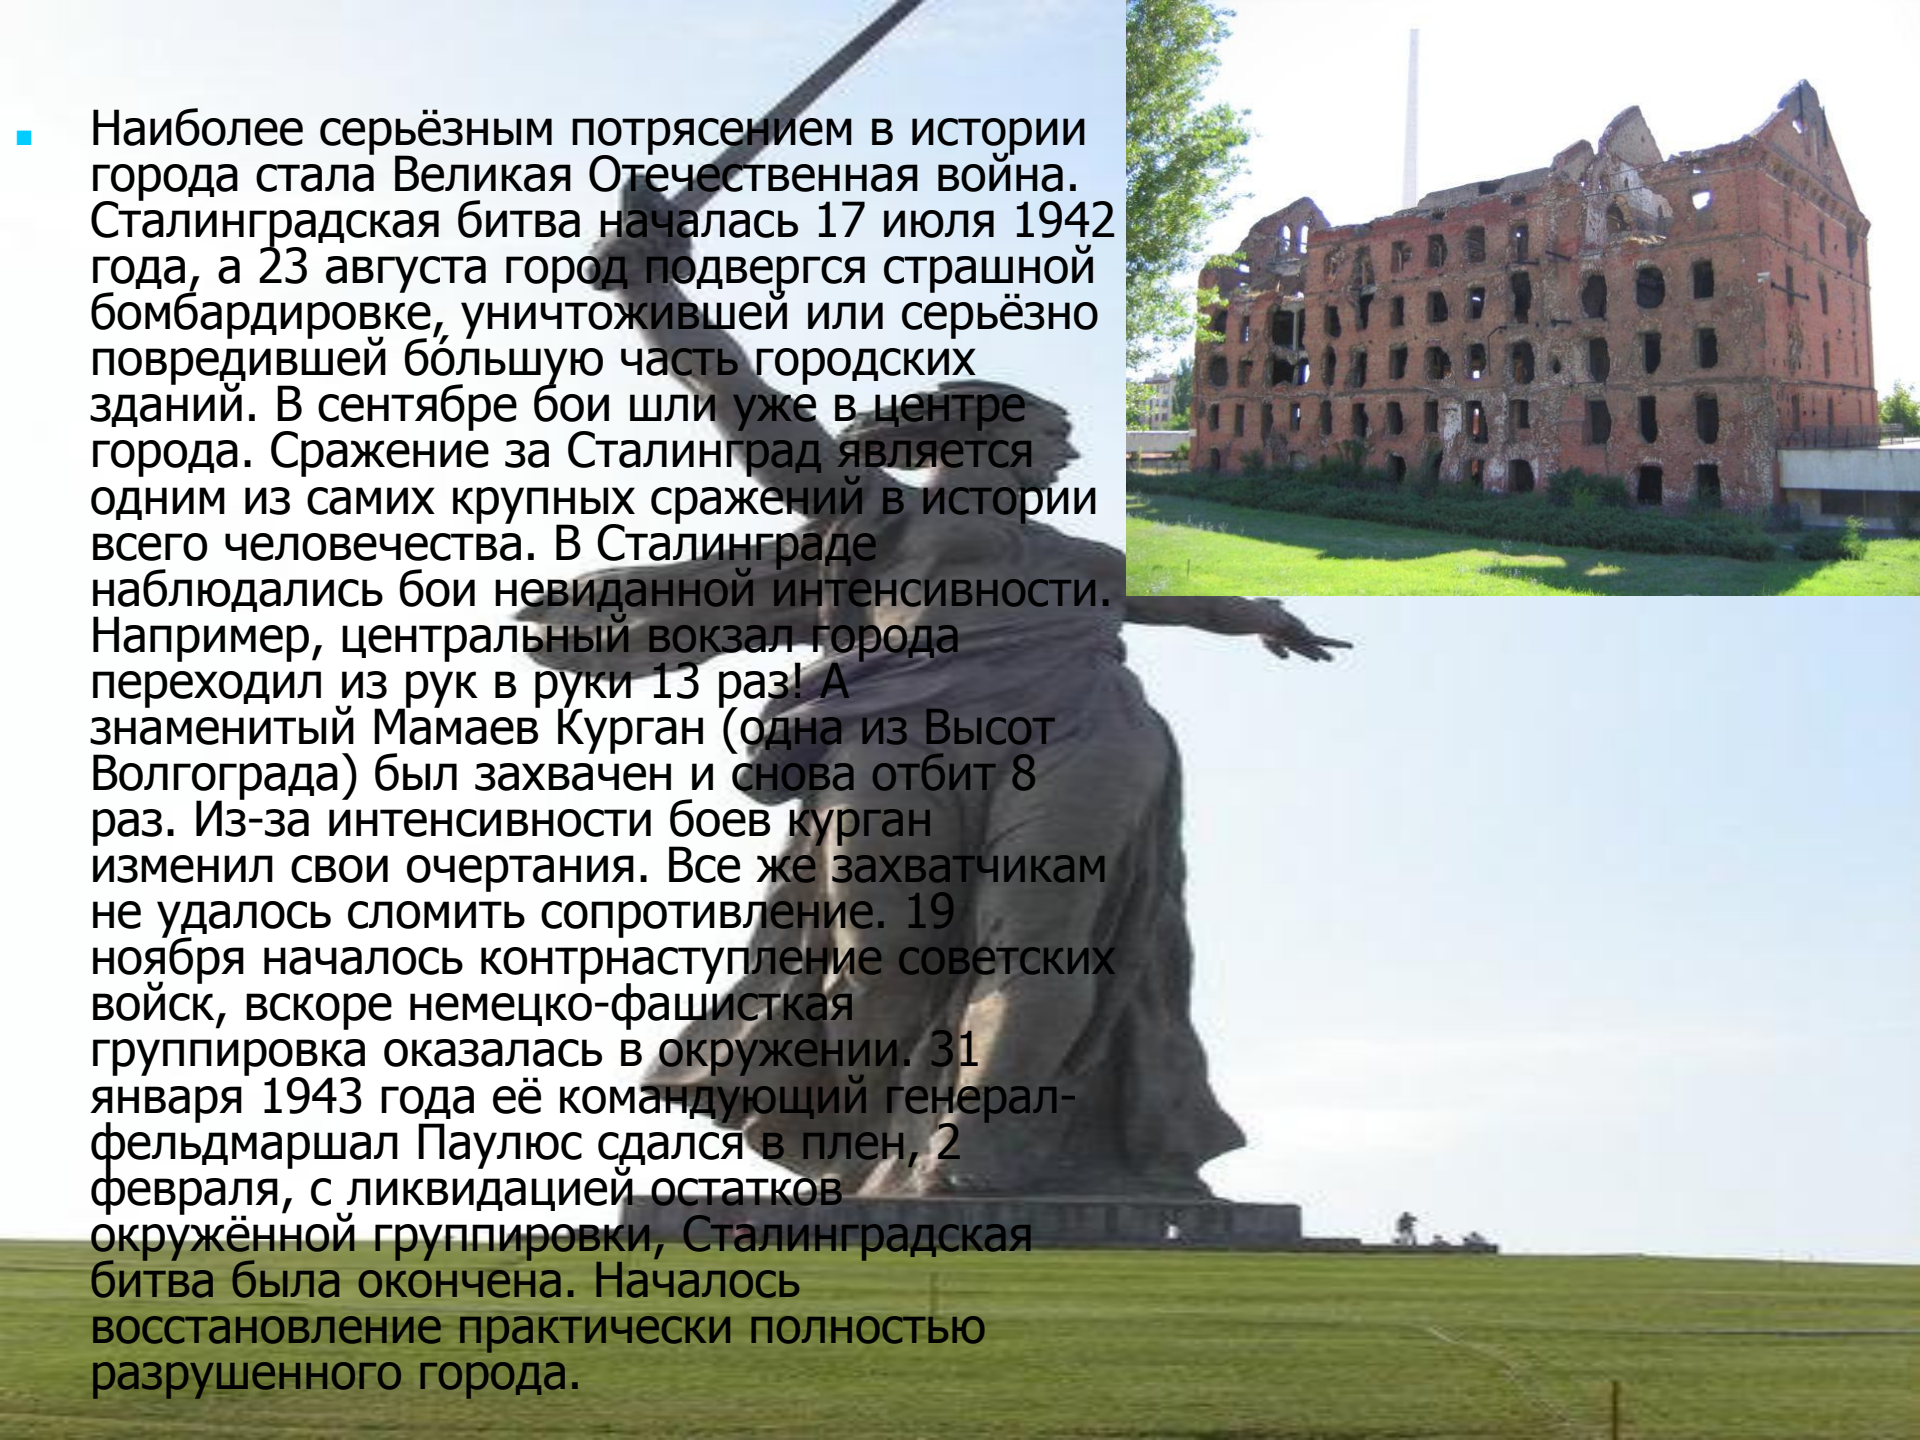 Наиболее серьёзным потрясением в истории
города стала Великая Отечественная война.
Сталинградская битва началась 17 июля 1942
года, а 23 августа город подвергся страшной
бомбардировке, уничтожившей или серьёзно
повредившей бо́льшую часть городских
зданий. В сентябре бои шли уже в центре
города. Сражение за Сталинград является
одним из самих крупных сражений в истории
всего человечества. В Сталинграде
наблюдались бои невиданной интенсивности.
Например, центральный вокзал города
переходил из рук в руки 13 раз! А
знаменитый Мамаев Курган (одна из Высот
Волгограда) был захвачен и снова отбит 8
раз. Из-за интенсивности боев курган
изменил свои очертания. Все же захватчикам
не удалось сломить сопротивление. 19
ноября началось контрнаступление советских
войск, вскоре немецко-фашисткая
группировка оказалась в окружении. 31
января 1943 года её командующий генерал-
фельдмаршал Паулюс сдался в плен, 2
февраля, с ликвидацией остатков
окружённой группировки, Сталинградская
битва была окончена. Началось
восстановление практически полностью
разрушенного города.